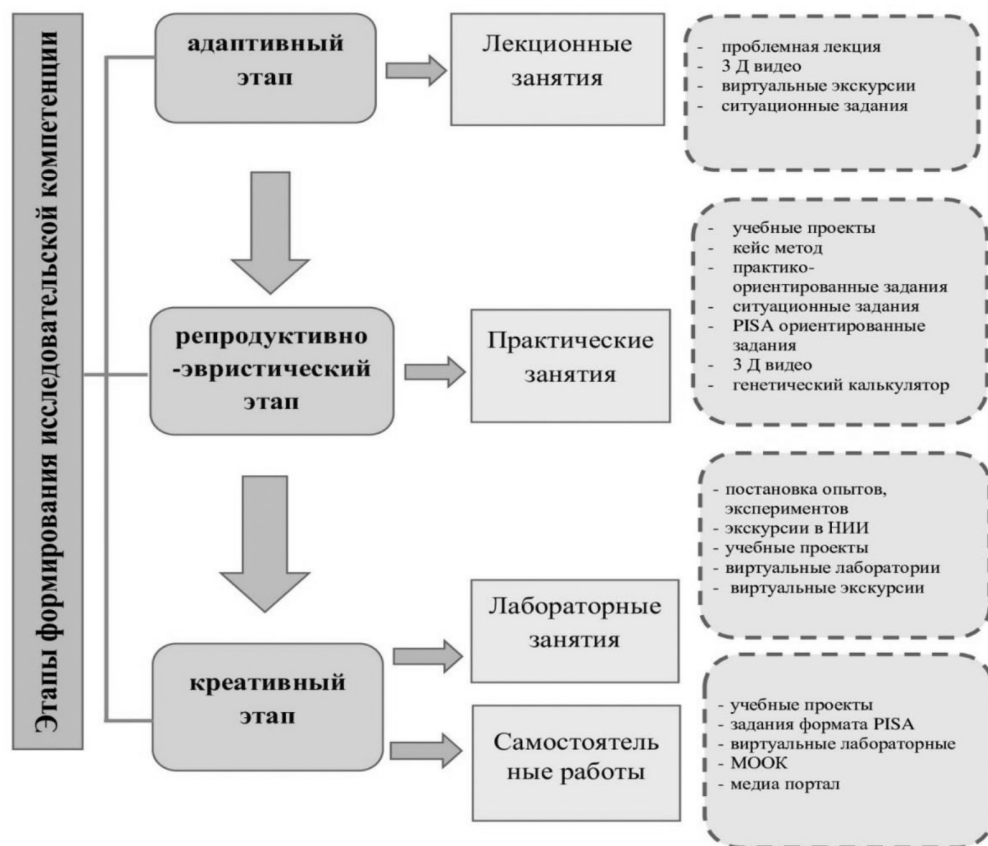 Этапы формирования исследовательской компетенции
адаптивный
этап
Лекционные
занятия
- проблемная лекция
- 3 Д видео
- виртуальные экскурсии
- ситуационные задания
репродуктивно
-эвристический
этап
Практические
занятия
- учебные проекты
- кейс метод
- практико-
ориентированные задания
- ситуационные задания
- PISA ориентированные
задания
- 3 Д видео
- генетический калькулятор
креативный
этап
Лабораторные
занятия
- постановка опытов,
экспериментов
- экскурсии в НИИ
- учебные проекты
- виртуальные лаборатории
- виртуальные экскурсии
Самостоятель
ные работы
- учебные проекты
- задания формата PISA
- виртуальные лабораторные
- МООК
- медиа портал